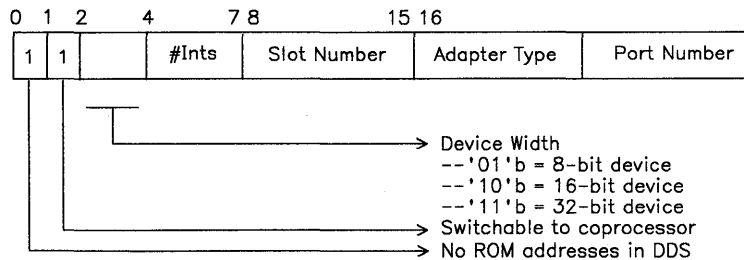 0 1 2 4 7 8 15 16
1 1 #Ints Slot Number Adapter Type Port Number
Device Width
--'01'b = 8-bit device
--'10'b = 16-bit device
--'11'b = 32-bit device
Switchable to coprocessor
No ROM addresses in DDS